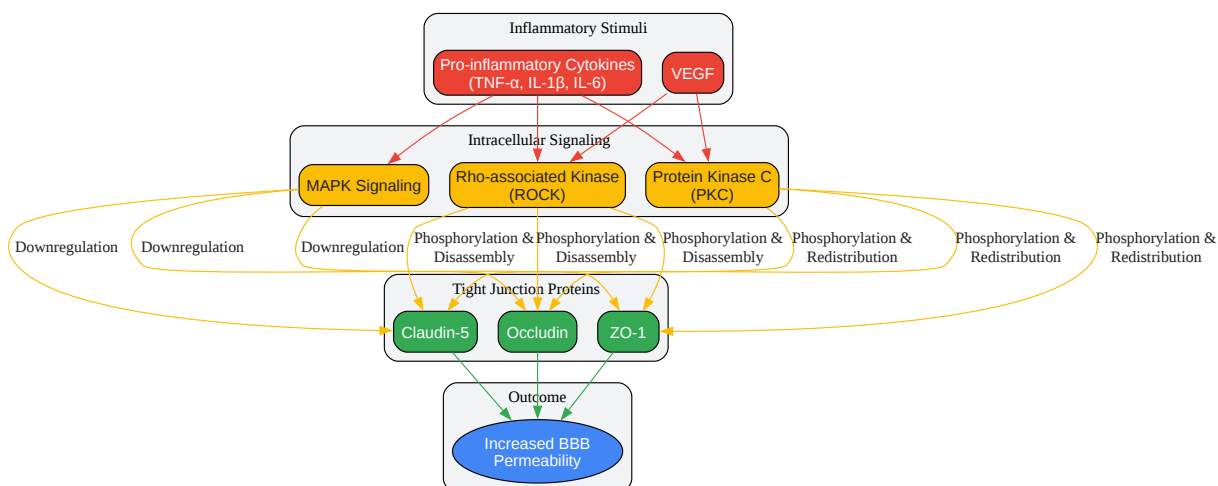 Inflammatory Stimuli
Pro-inflammatory Cytokines
(TNF-α, IL-1β, IL-6)
VEGF
Intracellular Signaling
MAPK Signaling
Rho-associated Kinase
(ROCK)
Protein Kinase C
(PKC)
Downregulation
Downregulation
Downregulation
Phosphorylation &
Disassembly
Phosphorylation &
Disassembly
Phosphorylation &
Disassembly
Phosphorylation &
Redistribution
Phosphorylation &
Redistribution
Phosphorylation &
Redistribution
Tight Junction Proteins
Claudin-5
Occludin
ZO-1
Outcome
Increased BBB
Permeability